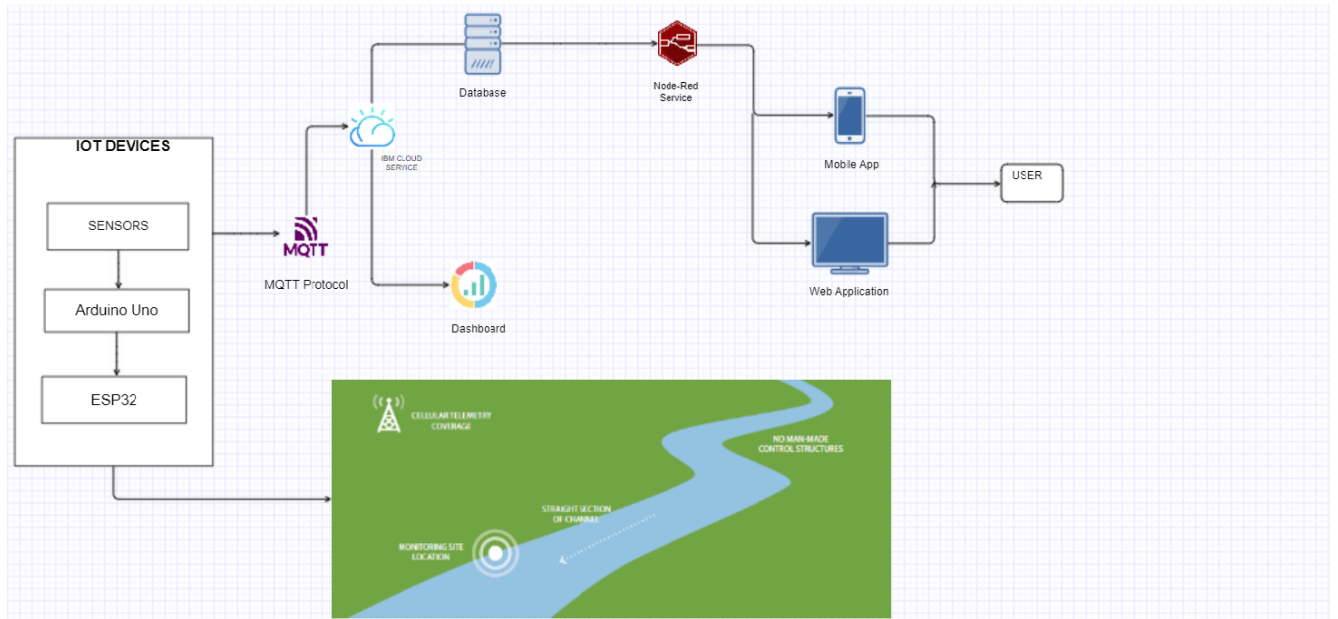 IOT DEVICES
SENSORS
Arduino Uno
ESP32
MQTT
MQTT Protocol
IBM CLOUD
SERVICE
Database
Dashboard
Node-Red
Service
Mobile App
Web Application
USER
CELLULAR TELEMETRY
COVERAGE
NO MAN-MADE
CONTROL STRUCTURES
STRAIGHT SECTION
OF CHANNEL
MONITORING SITE
LOCATION